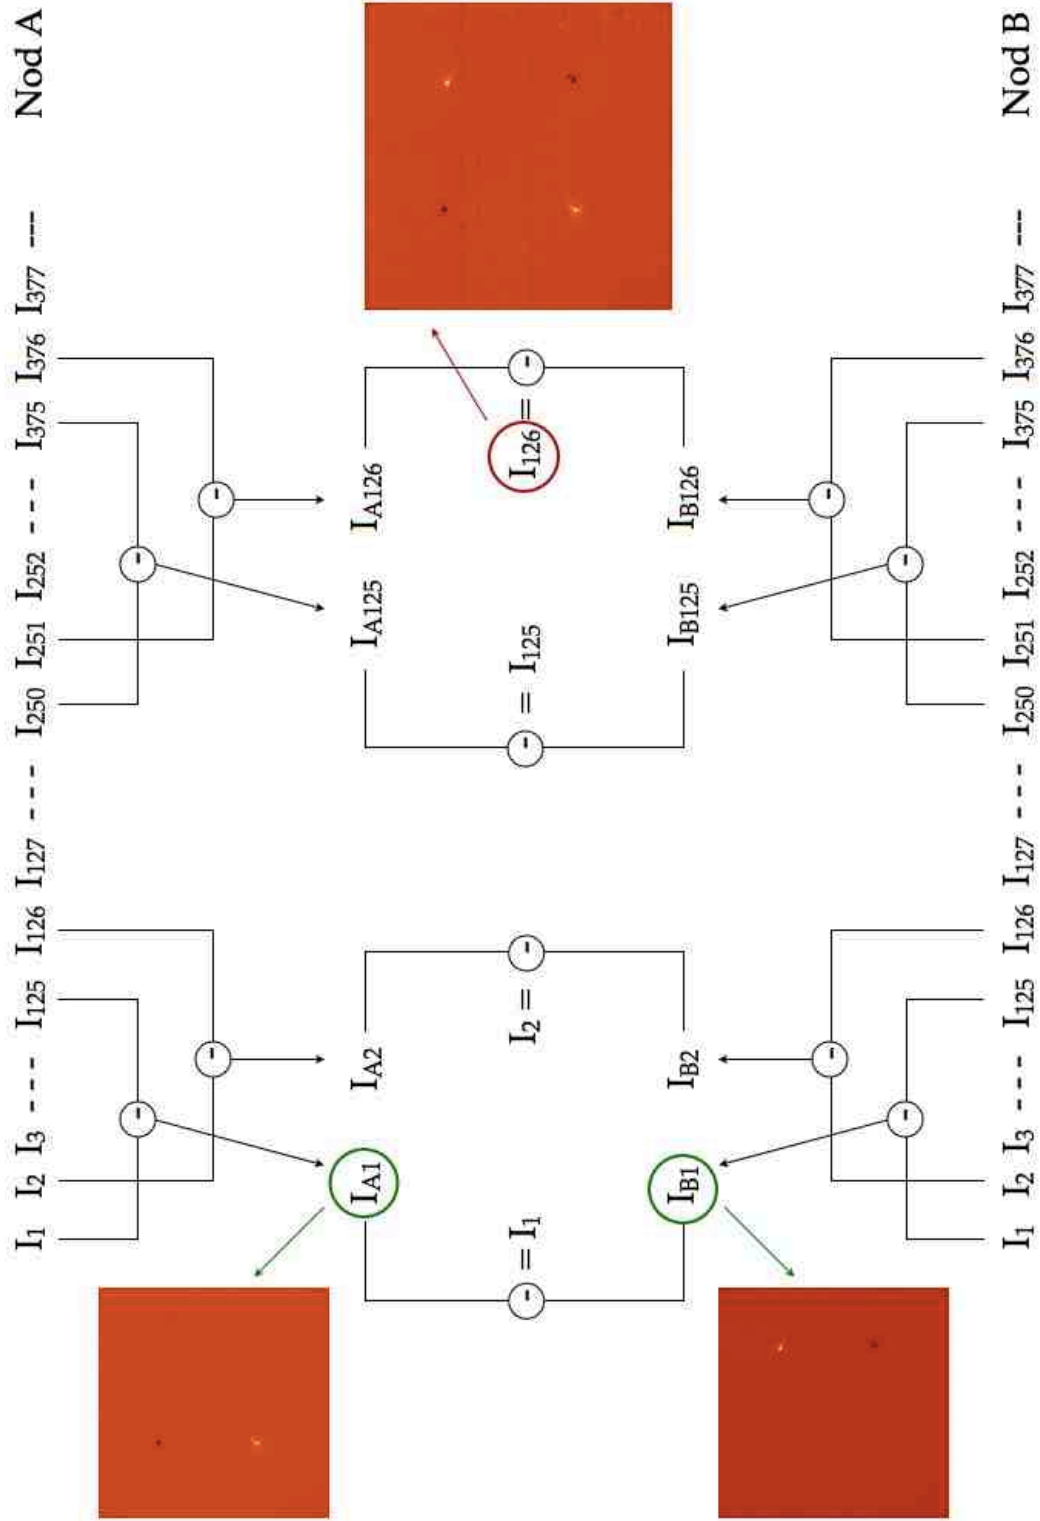 I1 I2 I3 - - - I125 I126 I127 - - - I250 I251 I252 - - - I375 I376 I377 --- Nod A
- -
- -
IA1 IA2 IA125 IA126
- = I1 I2 = - - = I125 I126 = -
IB1 IB2 IB125 IB126
- -
- -
I1 I2 I3 - - - I125 I126 I127 - - - I250 I251 I252 - - - I375 I376 I377 --- Nod B